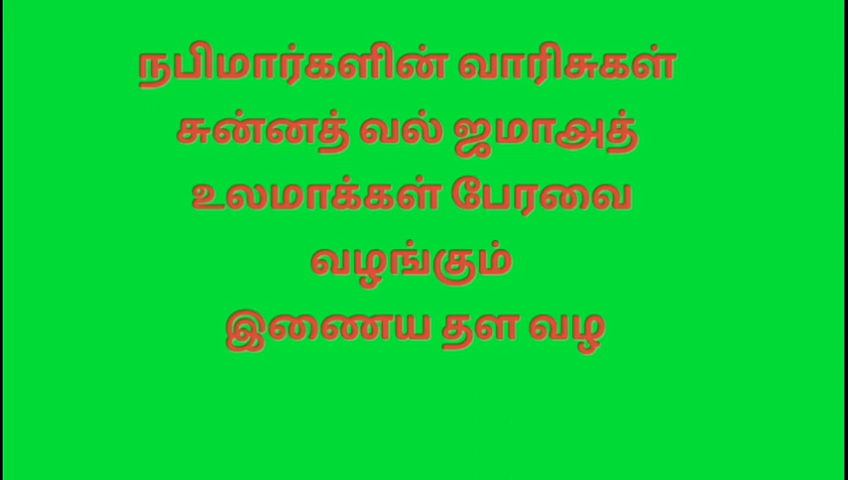 நபிமார்களின் வாரிசுகள்
சுன்னத் வல் ஜமாஅத்
உலமாக்கள் பேரவை
வழங்கும்
இணைய தள வழ